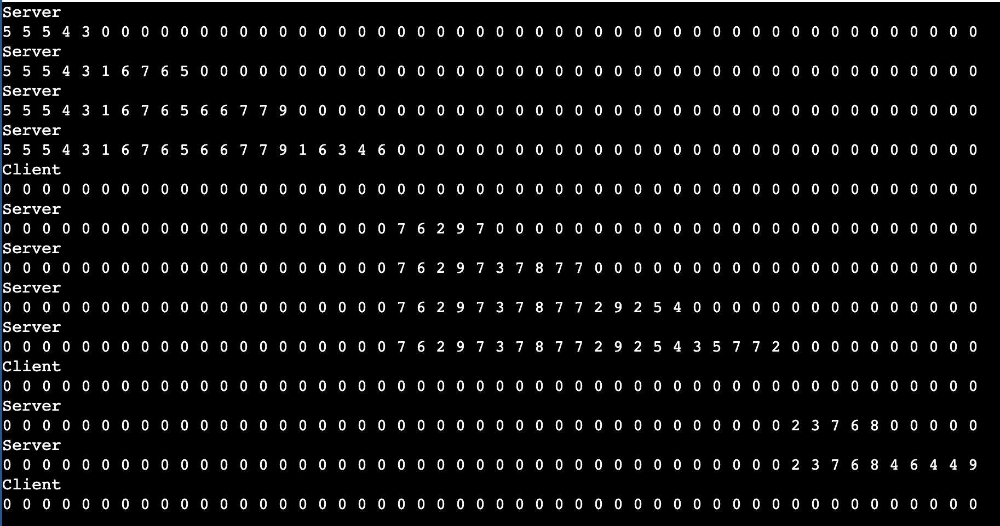 Server
5 5 5 4 3 0 0 0 0 0 0 0 0 0 0 0 0 0 0 0 0 0 0 0 0 0 0 0 0 0 0 0 0 0 0 0 0 0 0 0 0 0 0 0 0 0 0 0 0 0
Server
5 5 5 4 3 1 6 7 6 5 0 0 0 0 0 0 0 0 0 0 0 0 0 0 0 0 0 0 0 0 0 0 0 0 0 0 0 0 0 0 0 0 0 0 0 0 0 0 0 0
Server
5 5 5 4 3 1 6 7 6 5 6 6 7 7 9 0 0 0 0 0 0 0 0 0 0 0 0 0 0 0 0 0 0 0 0 0 0 0 0 0 0 0 0 0 0 0 0 0 0 0
Server
5 5 5 4 3 1 6 7 6 5 6 6 7 7 9 1 6 3 4 6 0 0 0 0 0 0 0 0 0 0 0 0 0 0 0 0 0 0 0 0 0 0 0 0 0 0 0 0 0 0
Client
0 0 0 0 0 0 0 0 0 0 0 0 0 0 0 0 0 0 0 0 0 0 0 0 0 0 0 0 0 0 0 0 0 0 0 0 0 0 0 0 0 0 0 0 0 0 0 0 0 0
Server
0 0 0 0 0 0 0 0 0 0 0 0 0 0 0 0 0 0 0 0 7 6 2 9 7 0 0 0 0 0 0 0 0 0 0 0 0 0 0 0 0 0 0 0 0 0 0 0 0 0
Server
0 0 0 0 0 0 0 0 0 0 0 0 0 0 0 0 0 0 0 0 7 6 2 9 7 3 7 8 7 7 0 0 0 0 0 0 0 0 0 0 0 0 0 0 0 0 0 0 0 0
Server
0 0 0 0 0 0 0 0 0 0 0 0 0 0 0 0 0 0 0 0 7 6 2 9 7 3 7 8 7 7 2 9 2 5 4 0 0 0 0 0 0 0 0 0 0 0 0 0 0 0
Server
0 0 0 0 0 0 0 0 0 0 0 0 0 0 0 0 0 0 0 0 7 6 2 9 7 3 7 8 7 7 2 9 2 5 4 3 5 7 7 2 0 0 0 0 0 0 0 0 0 0
Client
0 0 0 0 0 0 0 0 0 0 0 0 0 0 0 0 0 0 0 0 0 0 0 0 0 0 0 0 0 0 0 0 0 0 0 0 0 0 0 0 0 0 0 0 0 0 0 0 0 0
Server
0 0 0 0 0 0 0 0 0 0 0 0 0 0 0 0 0 0 0 0 0 0 0 0 0 0 0 0 0 0 0 0 0 0 0 0 0 0 0 0 2 3 7 6 8 0 0 0 0 0
Server
0 0 0 0 0 0 0 0 0 0 0 0 0 0 0 0 0 0 0 0 0 0 0 0 0 0 0 0 0 0 0 0 0 0 0 0 0 0 0 0 2 3 7 6 8 4 6 4 4 9
Client
0 0 0 0 0 0 0 0 0 0 0 0 0 0 0 0 0 0 0 0 0 0 0 0 0 0 0 0 0 0 0 0 0 0 0 0 0 0 0 0 0 0 0 0 0 0 0 0 0 0